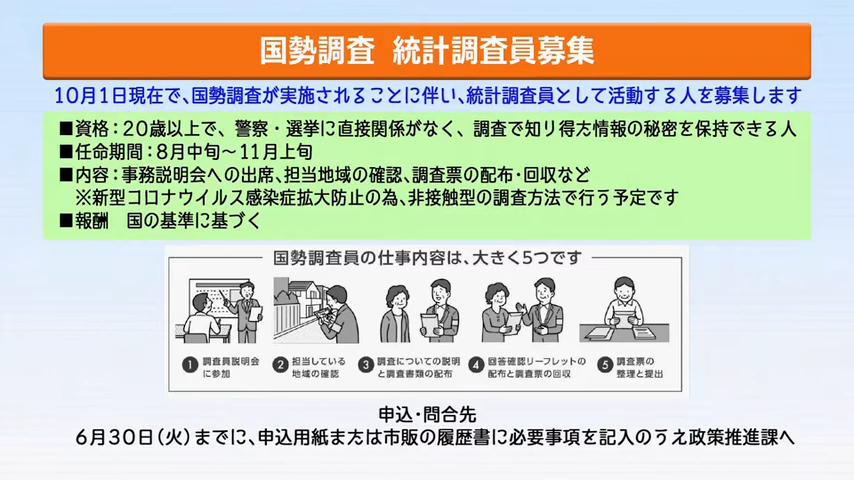 国勢調査 統計調査員募集
10月1日現在で、国勢調査が実施されることに伴い、統計調査員として活動する人を募集します
■資格：20歳以上で、警察・選挙に直接関係がなく、調査で知り得た情報の秘密を保持できる人
■任命期間：8月中旬～11月上旬
■内容：事務説明会への出席、担当地域の確認、調査票の配布・回収など
※新型コロナウイルス感染症拡大防止の為、非接触型の調査方法で行う予定です
■報酬 国の基準に基づく
国勢調査員の仕事内容は、大きく5つです
1 調査員説明会
に参加
2 担当している
地域の確認
3 調査についての説明
と調査書類の配布
4 回答確認リーフレットの
配布と調査票の回収
5 調査票の
整理と提出
申込・問合先
6月30日（火）までに、申込用紙または市販の履歴書に必要事項を記入のうえ政策推進課へ